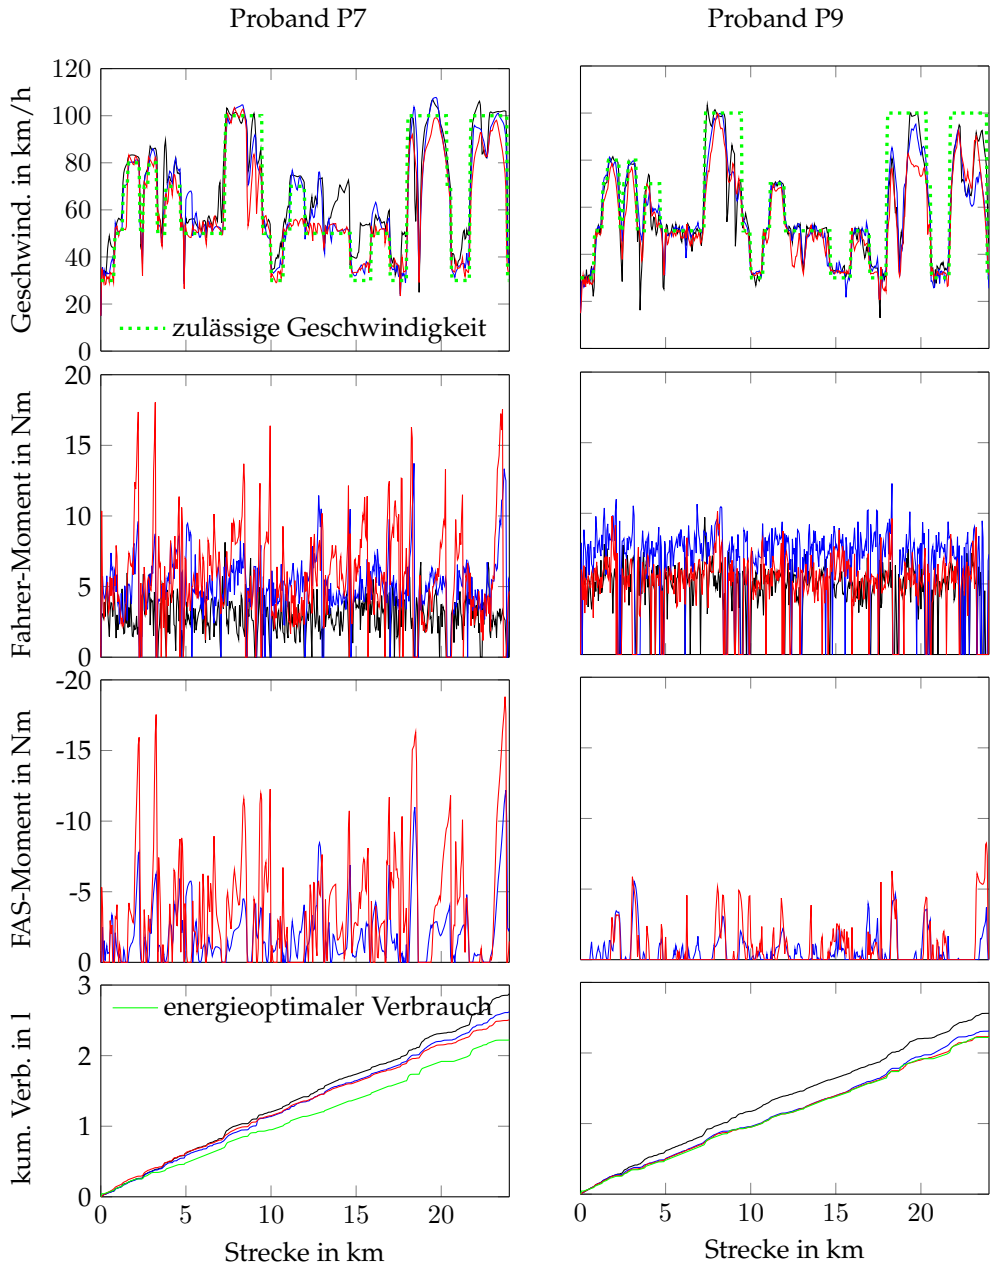 Proband P7
Proband P9
120
100
80
60
40
20
0
Geschwind. in km/h
zulässige Geschwindigkeit
20
15
10
5
0
Fahrer-Moment in Nm
-20
-15
-10
-5
0
FAS-Moment in Nm
3
2
1
0
kum. Verb. in l
energieoptimaler Verbrauch
0 5 10 15 20
Strecke in km
0 5 10 15 20
Strecke in km